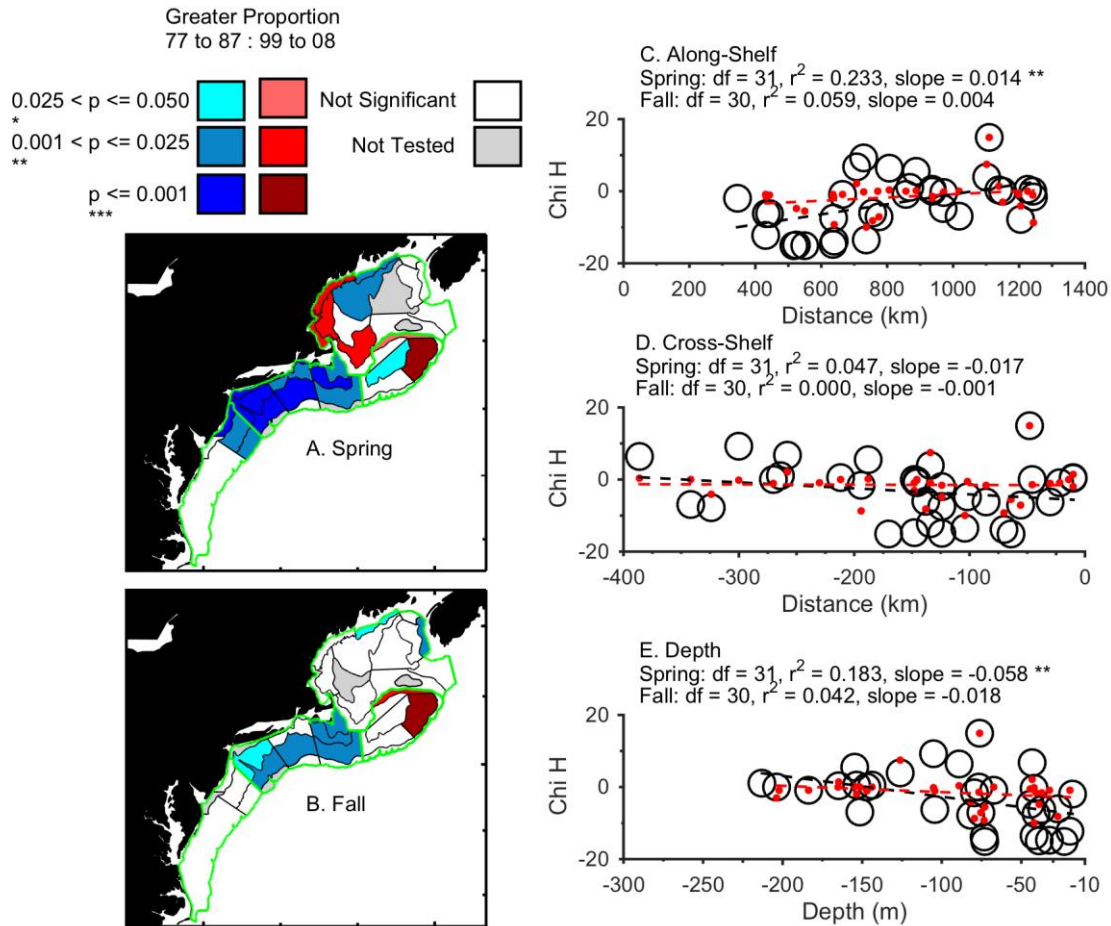 Greater Proportion
77 to 87 : 99 to 08
0.025 < p <= 0.050
*
0.001 < p <= 0.025
**
p <= 0.001
***
Not Significant
Not Tested
A. Spring
B. Fall
C. Along-Shelf
Spring: df = 31, r² = 0.233, slope = 0.014 **
Fall: df = 30, r² = 0.059, slope = 0.004
20
0
-20
Chi H
0 200 400 600 800 1000 1200 1400
Distance (km)
D. Cross-Shelf
Spring: df = 31, r² = 0.047, slope = -0.017
Fall: df = 30, r² = 0.000, slope = -0.001
20
0
-20
Chi H
-400 -300 -200 -100 0
Distance (km)
E. Depth
Spring: df = 31, r² = 0.183, slope = -0.058 **
Fall: df = 30, r² = 0.042, slope = -0.018
20
0
-20
Chi H
-300 -250 -200 -150 -100 -50 -10
Depth (m)